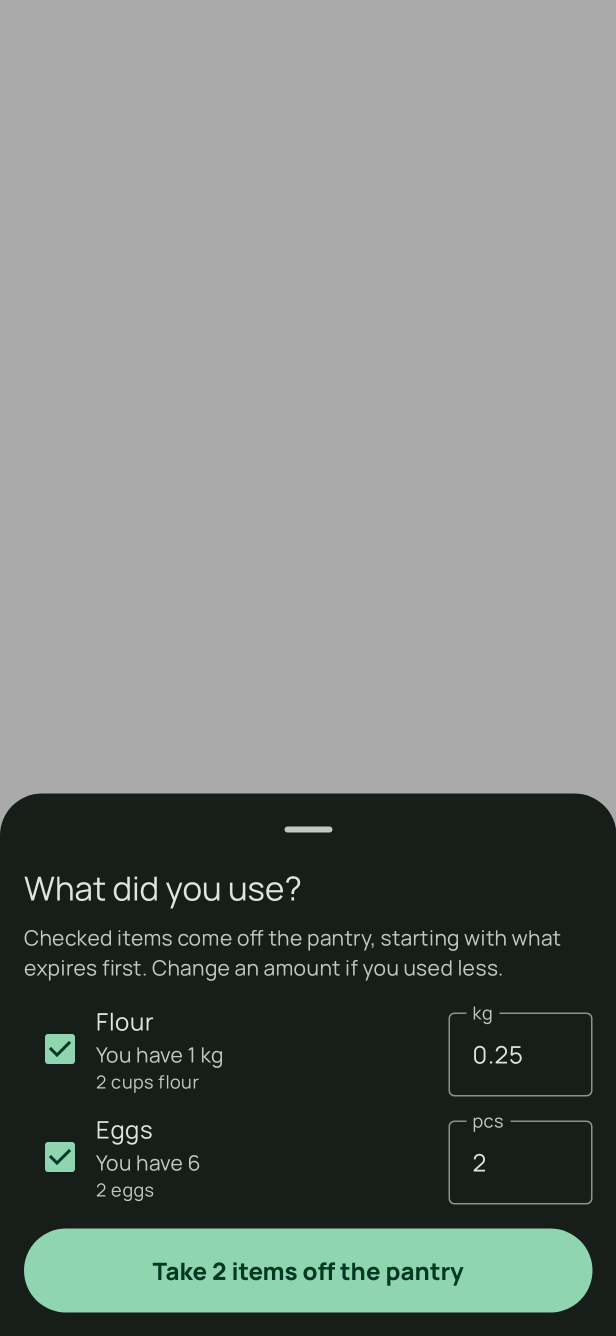 What did you use?
Checked items come off the pantry, starting with what
expires first. Change an amount if you used less.
Flour
You have 1 kg
2 cups flour
kg
0.25
Eggs
You have 6
2 eggs
pcs
2
Take 2 items off the pantry